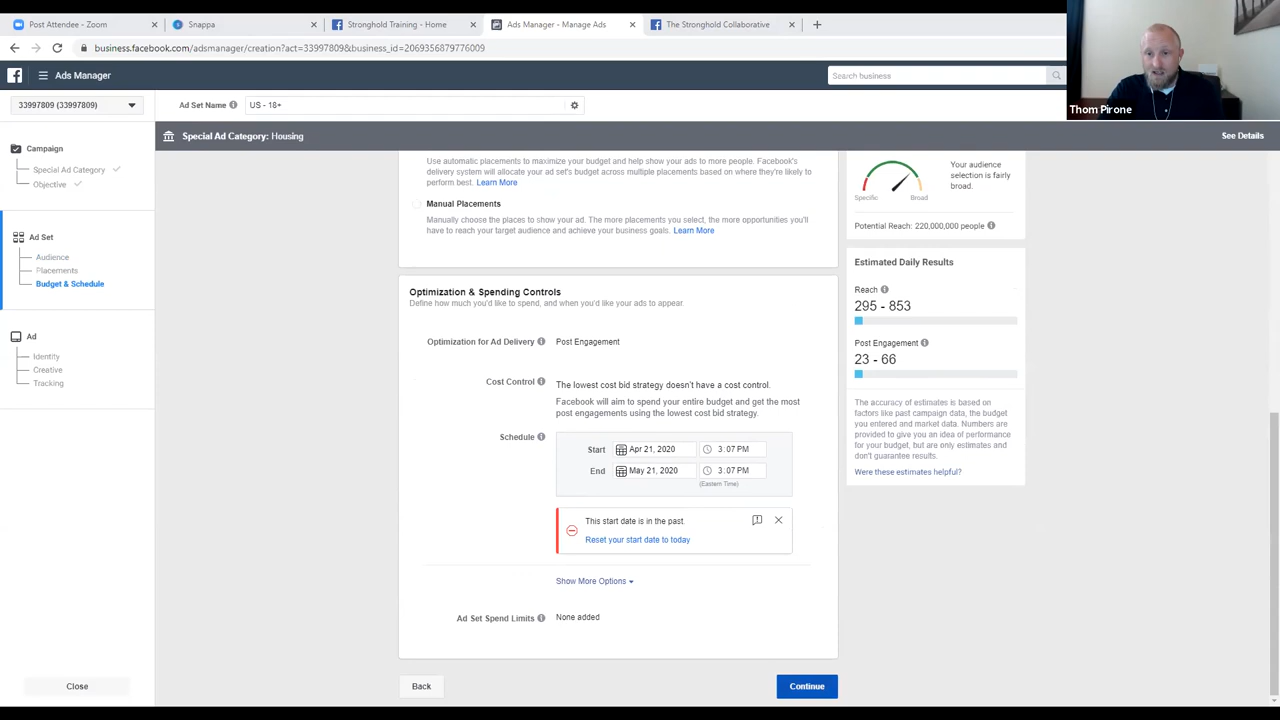 Post Attendee - Zoom
Snappa
Stronghold Training - Home
Ads Manager - Manage Ads
The Stronghold Collaborative
business.facebook.com/adsmanager/creation?act=33997809&business_id=2069356879776009
Ads Manager
Search business
Thom Pirone
33997809 (33997809)
Ad Set Name
US - 18+
Special Ad Category: Housing
See Details
Campaign
Special Ad Category
Objective
Ad Set
Audience
Placements
Budget & Schedule
Ad
Identity
Creative
Tracking
Close
Use automatic placements to maximize your budget and help show your ads to more people. Facebook's
delivery system will allocate your ad set's budget across multiple placements based on where they're likely to
perform best. Learn More
Manual Placements
Manually choose the places to show your ad. The more placements you select, the more opportunities you'll
have to reach your target audience and achieve your business goals. Learn More
Optimization & Spending Controls
Define how much you'd like to spend, and when you'd like your ads to appear.
Optimization for Ad Delivery
Post Engagement
Cost Control
The lowest cost bid strategy doesn't have a cost control.
Facebook will aim to spend your entire budget and get the most
post engagements using the lowest cost bid strategy.
Schedule
Start Apr 21, 2020 3:07 PM
End May 21, 2020 3:07 PM
(Eastern Time)
This start date is in the past.
Reset your start date to today
Show More Options
Ad Set Spend Limits
None added
Back
Continue
Your audience
selection is fairly
broad.
Specific
Broad
Potential Reach: 220,000,000 people
Estimated Daily Results
Reach
295 - 853
Post Engagement
23 - 66
The accuracy of estimates is based on
factors like past campaign data, the budget
you entered and market data. Numbers are
provided to give you an idea of performance
for your budget, but are only estimates and
don't guarantee results.
Were these estimates helpful?